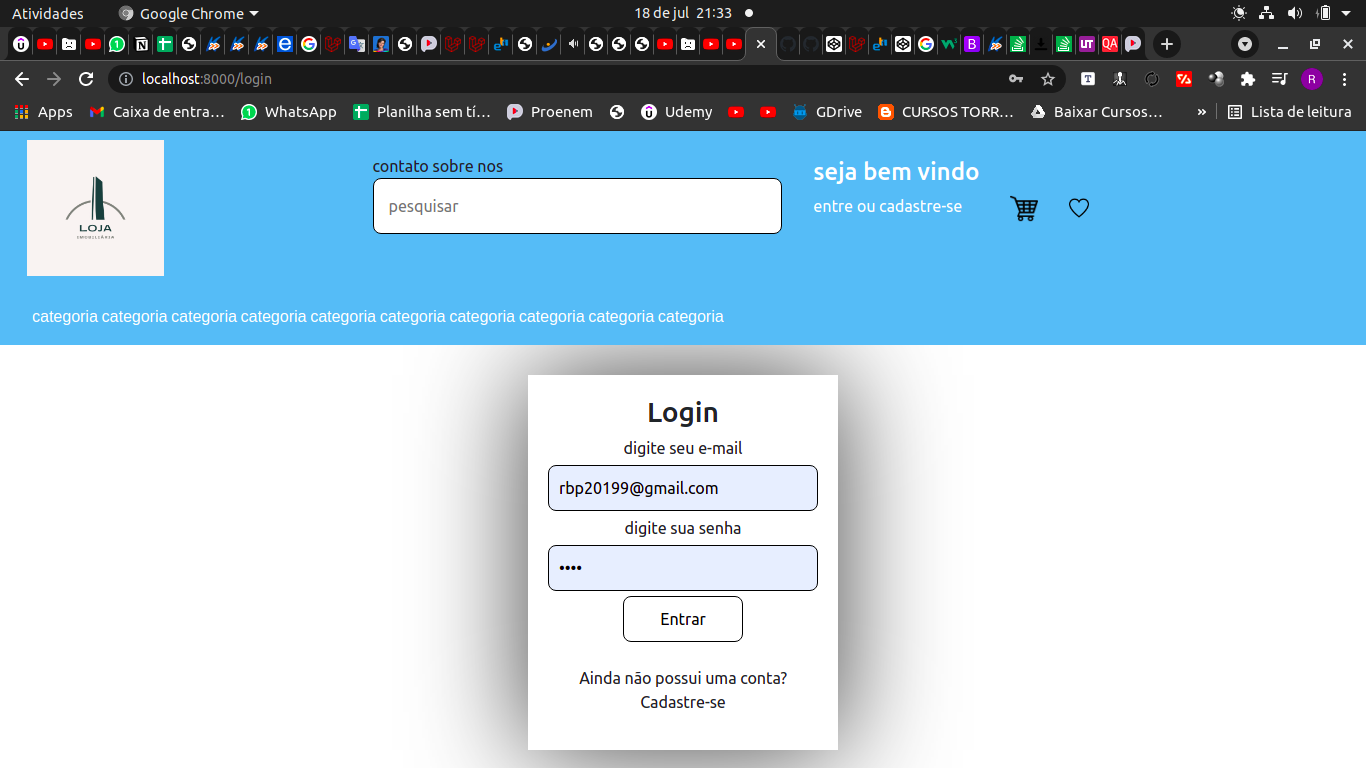 Atividades Google Chrome 18 de jul 21:33
localhost:8000/login
R
Apps Caixa de entra… WhatsApp Planilha sem tí… Proenem Udemy GDrive CURSOS TORR… Baixar Cursos… » Lista de leitura
LOJA
IMOBILIÁRIA
contato sobre nos
pesquisar
seja bem vindo
entre ou cadastre-se
categoria categoria categoria categoria categoria categoria categoria categoria categoria categoria
Login
digite seu e-mail
rbp20199@gmail.com
digite sua senha
••••
Entrar
Ainda não possui uma conta?
Cadastre-se